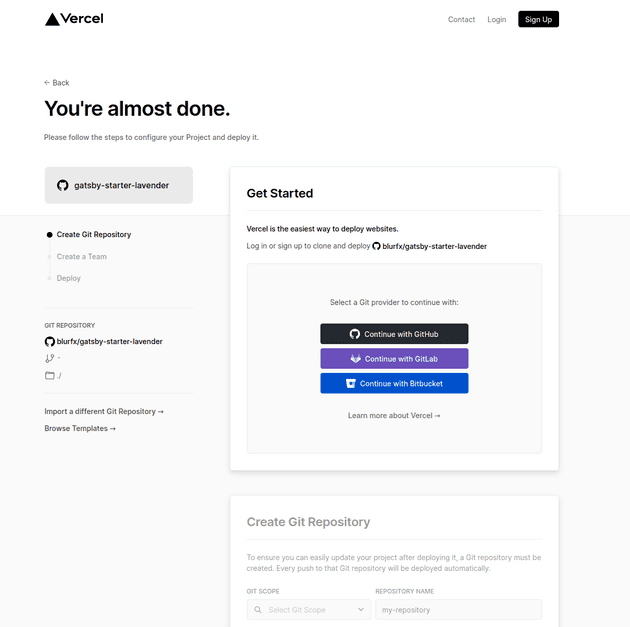 Vercel
Contact Login Sign Up
← Back
You're almost done.
Please follow the steps to configure your Project and deploy it.
gatsby-starter-lavender
Create Git Repository
Create a Team
Deploy
GIT REPOSITORY
blurfx/gatsby-starter-lavender
-
./
Import a different Git Repository →
Browse Templates →
Get Started
Vercel is the easiest way to deploy websites.
Log in or sign up to clone and deploy blurfx/gatsby-starter-lavender
Select a Git provider to continue with:
Continue with GitHub
Continue with GitLab
Continue with Bitbucket
Learn more about Vercel →
Create Git Repository
To ensure you can easily update your project after deploying it, a Git repository must be
created. Every push to that Git repository will be deployed automatically.
GIT SCOPE REPOSITORY NAME
Select Git Scope my-repository